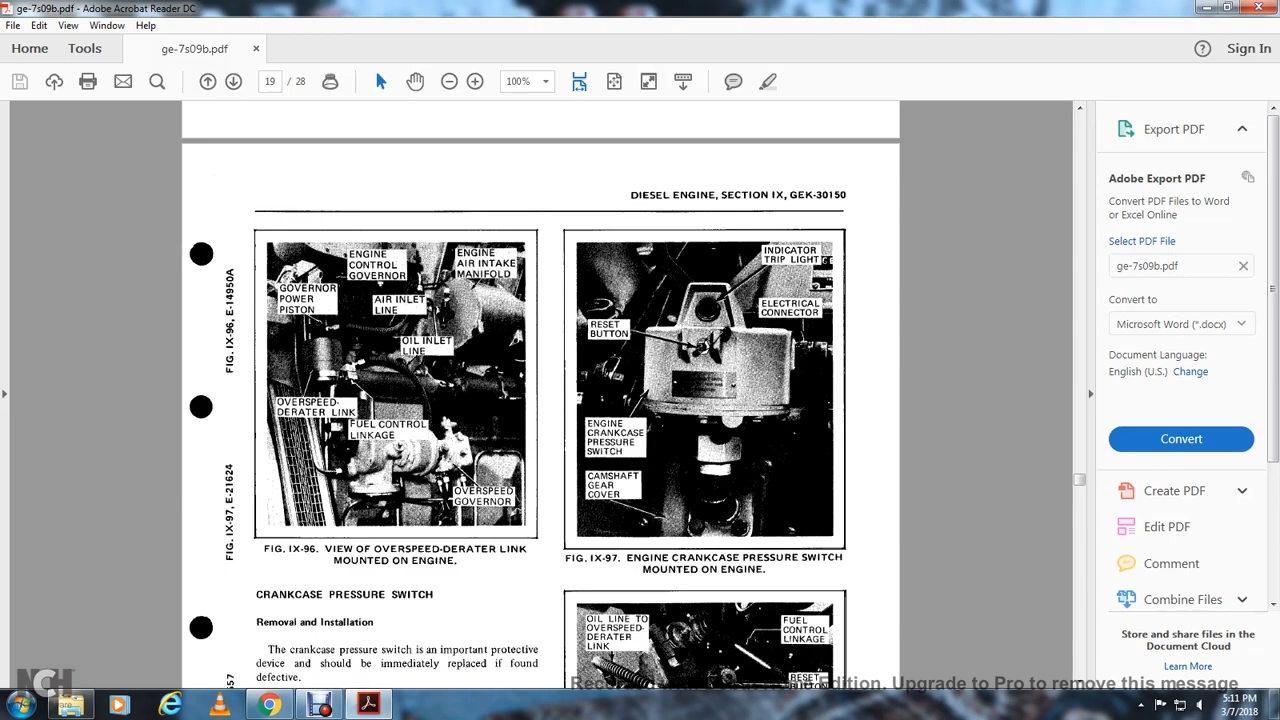 ge-7s09b.pdf - Adobe Acrobat Reader DC
File Edit View Window Help
Home Tools ge-7s09b.pdf × Sign In
19 / 28 100%
DIESEL ENGINE, SECTION IX, GEK-30150
FIG. IX-96, E-14950A
FIG. IX-97, E-21624
ENGINE
CONTROL
GOVERNOR
ENGINE
AIR INTAKE
MANIFOLD
GOVERNOR
POWER
PISTON
AIR INLET
LINE
OIL INLET
LINE
OVERSPEED-
DERATER LINK
FUEL CONTROL
LINKAGE
OVERSPEED
GOVERNOR
FIG. IX-96. VIEW OF OVERSPEED-DERATER LINK
MOUNTED ON ENGINE.
CRANKCASE PRESSURE SWITCH
Removal and Installation
The crankcase pressure switch is an important protective
device and should be immediately replaced if found
defective.
INDICATOR
TRIP LIGHT
ELECTRICAL
CONNECTOR
RESET
BUTTON
ENGINE
CRANKCASE
PRESSURE
SWITCH
CAMSHAFT
GEAR
COVER
FIG. IX-97. ENGINE CRANKCASE PRESSURE SWITCH
MOUNTED ON ENGINE.
OIL LINE TO
OVERSPEED-
DERATER
LINK
FUEL
CONTROL
LINKAGE
RESET
Export PDF
Adobe Export PDF
Convert PDF Files to Word
or Excel Online
Select PDF File
ge-7s09b.pdf
Convert to
Microsoft Word (*.docx)
Document Language:
English (U.S.) Change
Convert
Create PDF
Edit PDF
Comment
Combine Files
Store and share files in the
Document Cloud
Learn More
NCH
Edition. Upgrade to Pro to remove this message
5:11 PM
3/7/2018